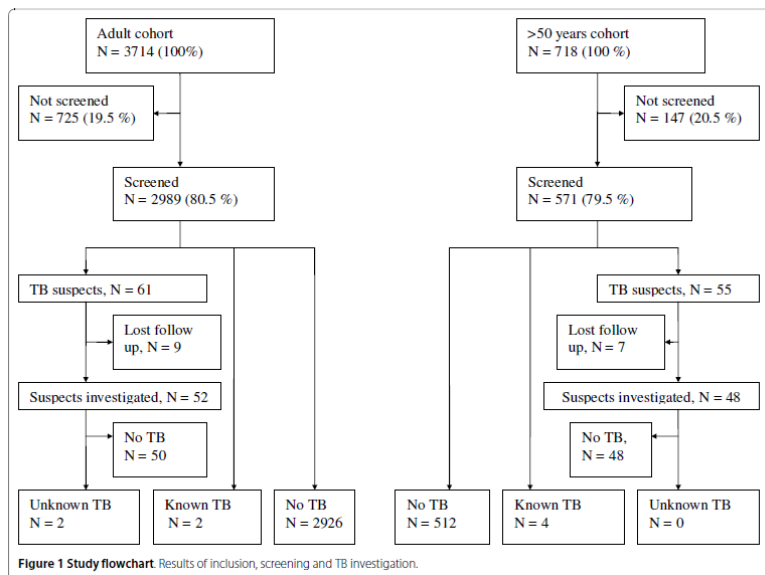 Adult cohort
N = 3714 (100%)
>50 years cohort
N = 718 (100 %)
Not screened
N = 725 (19.5 %)
Not screened
N = 147 (20.5 %)
Screened
N = 2989 (80.5 %)
Screened
N = 571 (79.5 %)
TB suspects, N = 61
TB suspects, N = 55
Lost follow
up, N = 9
Lost follow
up, N = 7
Suspects investigated, N = 52
Suspects investigated, N = 48
No TB
N = 50
No TB,
N = 48
Unknown TB
N = 2
Known TB
N = 2
No TB
N = 2926
No TB
N = 512
Known TB
N = 4
Unknown TB
N = 0
Figure 1 Study flowchart. Results of inclusion, screening and TB investigation.